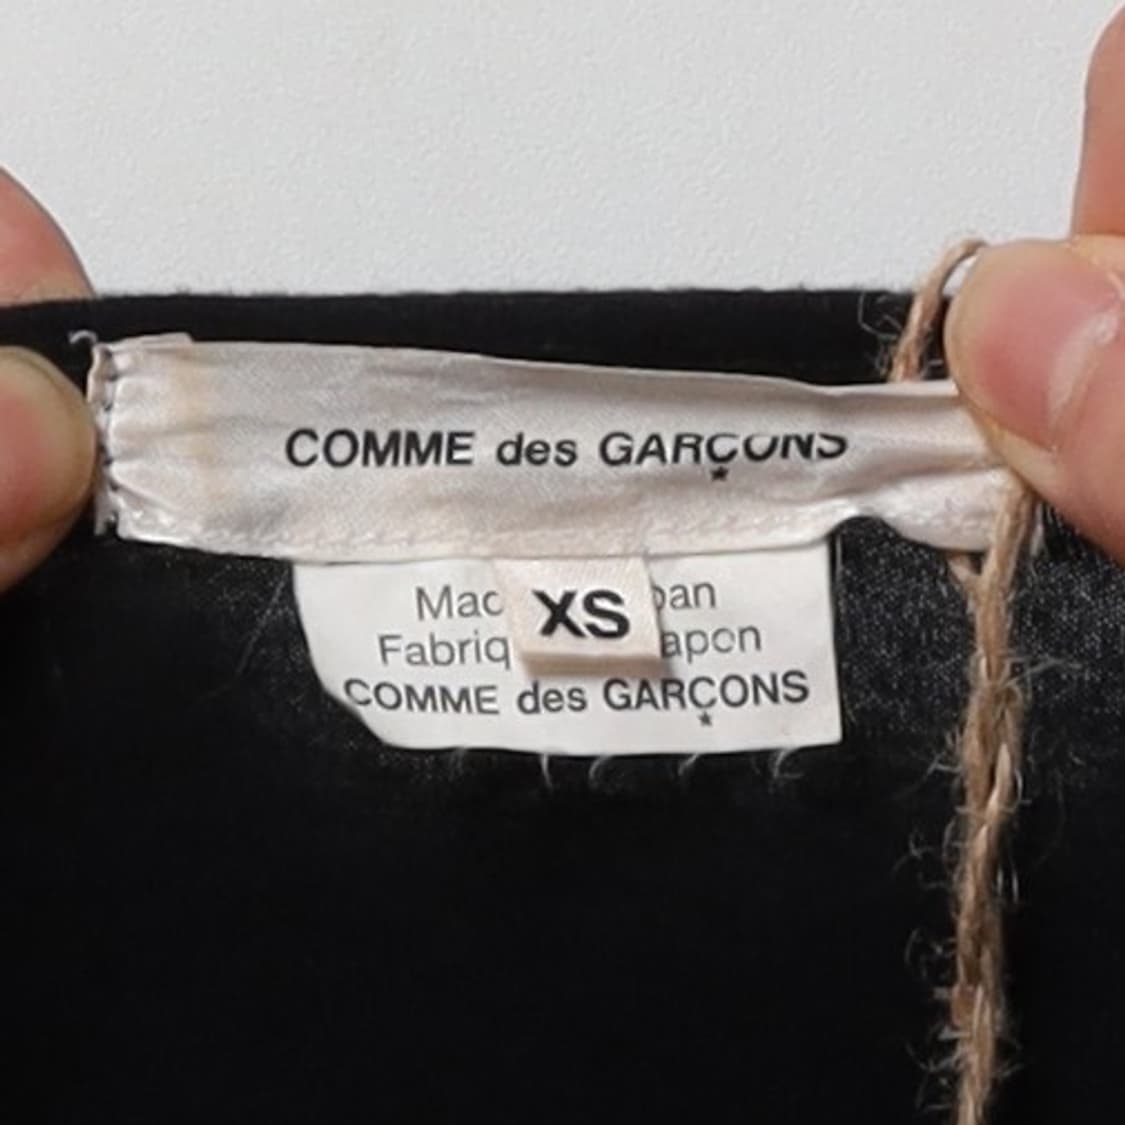 COMME des GARÇONS
XS
Mac pan
Fabriq apon
COMME des GARÇONS